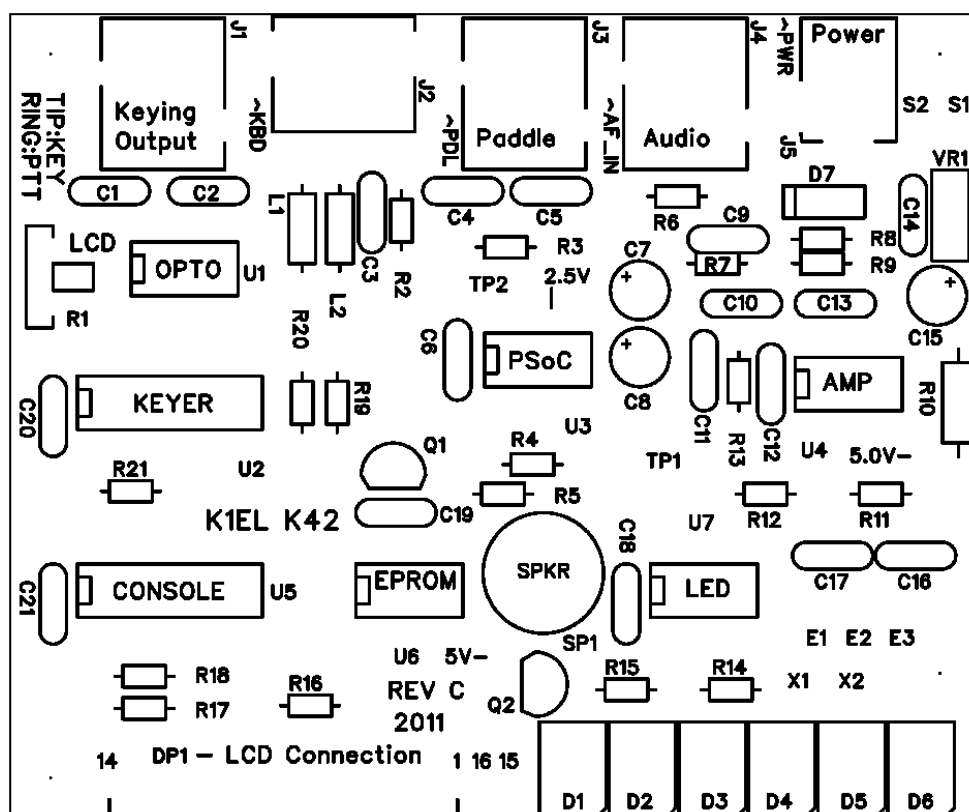 J1
J2
J3
J4
~PWR
Power
TIP:KEY
RING:PTT
Keying
Output
~KBD
~PDL
Paddle
~AF_IN
Audio
J5
S2
S1
VR1
C1
C2
L1
C3
R2
C4
C5
R6
C9
D7
C14
LCD
R1
OPTO
U1
R20
L2
R3
TP2
2.5V
C7
R7
R8
R9
C10
C13
C15
C6
PSoC
C8
AMP
R10
C20
KEYER
R19
U3
C11
R13
C12
U4
5.0V-
Q1
R4
TP1
R21
U2
R5
K1EL K42
C19
U7
R12
R11
C18
C17
C16
C21
CONSOLE
U5
EPROM
SPKR
LED
SP1
E1
E2
E3
U6
5V-
R18
R17
R16
REV C
2011
Q2
R15
R14
X1
X2
14
DP1 - LCD Connection
1 16 15
D1
D2
D3
D4
D5
D6